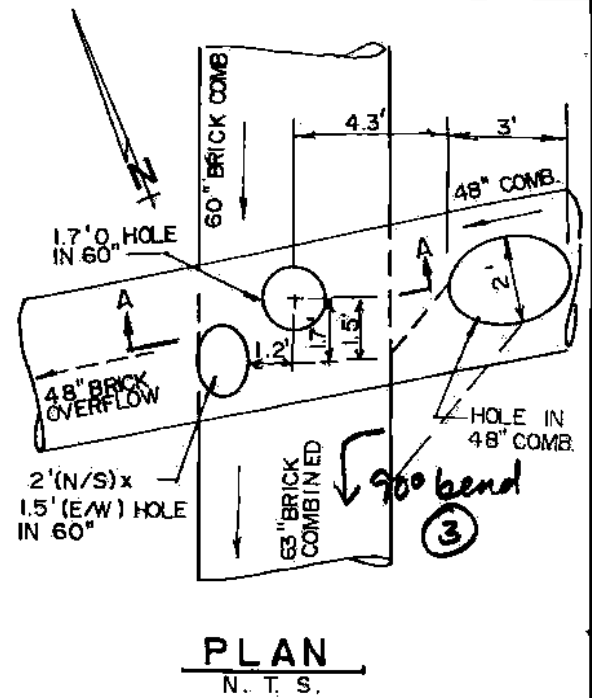 60" BRICK COMB
4.3'
3'
48" COMB.
N
1.7' O HOLE
IN 60"
A
A
2'
1.2'
1.7'
1.5'
48" BRICK
OVERFLOW
HOLE IN
48" COMB.
2'(N/S) x
1.5'(E/W) HOLE
IN 60"
63" BRICK
COMBINED
90° bend
3
PLAN
N. T. S.